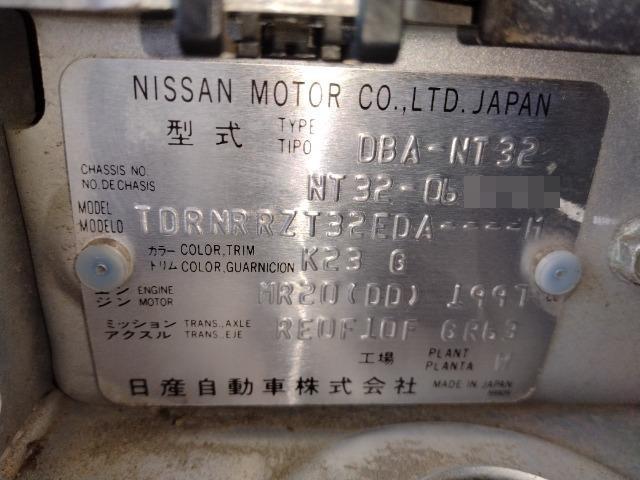 NISSAN MOTOR CO.,LTD. JAPAN
型式 TYPE TIPO DBA-NT32
CHASSIS NO. NO.DE CHASIS NT32-06
MODEL MODELO TDRNRRZT32EDA----M
カラー COLOR,TRIM
トリム COLOR,GUARNICION K23 G
エンジン ENGINE MOTOR MR20(DD) 1997 cc
ミッション TRANS.,AXLE
アクスル TRANS.,EJE RE0F10F GR63
工場 PLANT PLANTA M
日産自動車株式会社 MADE IN JAPAN